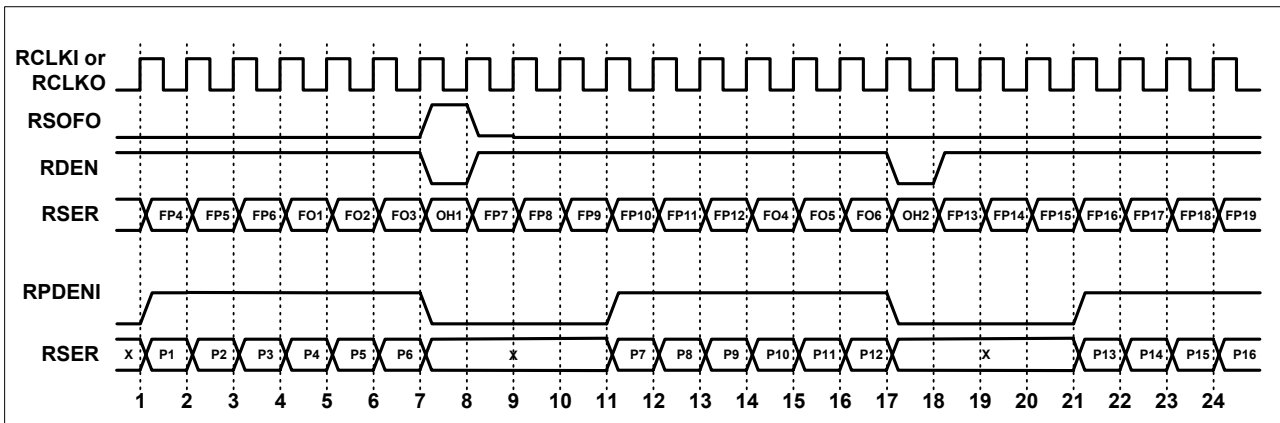 RCLKI or
RCLKO
RSOFO
RDEN
RSER FP4 FP5 FP6 FO1 FO2 FO3 OH1 FP7 FP8 FP9 FP10 FP11 FP12 FO4 FO5 FO6 OH2 FP13 FP14 FP15 FP16 FP17 FP18 FP19
RPDENI
RSER X P1 P2 P3 P4 P5 P6 X P7 P8 P9 P10 P11 P12 X P13 P14 P15 P16
1 2 3 4 5 6 7 8 9 10 11 12 13 14 15 16 17 18 19 20 21 22 23 24